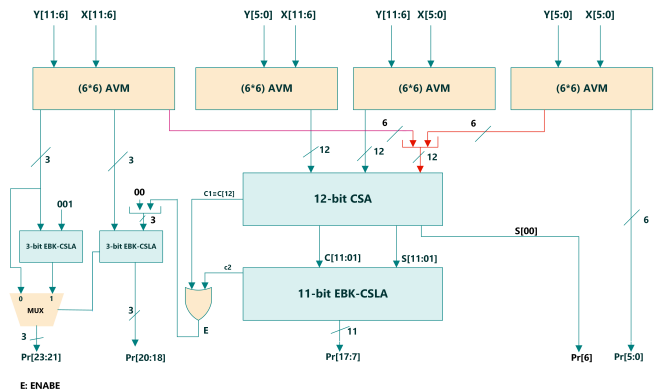 Y[11:6] X[11:6] Y[5:0] X[11:6] Y[11:6] X[5:0] Y[5:0] X[5:0]
(6*6) AVM (6*6) AVM (6*6) AVM (6*6) AVM
6 6
3 3 12 12 12
00
001 3
C1=C[12] 12-bit CSA
3-bit EBK-CSLA 3-bit EBK-CSLA
S[00] 6
C[11:01] S[11:01]
c2
0 1
11-bit EBK-CSLA
MUX
3 3 E 11
Pr[23:21] Pr[20:18] Pr[17:7] Pr[6] Pr[5:0]
E: ENABE